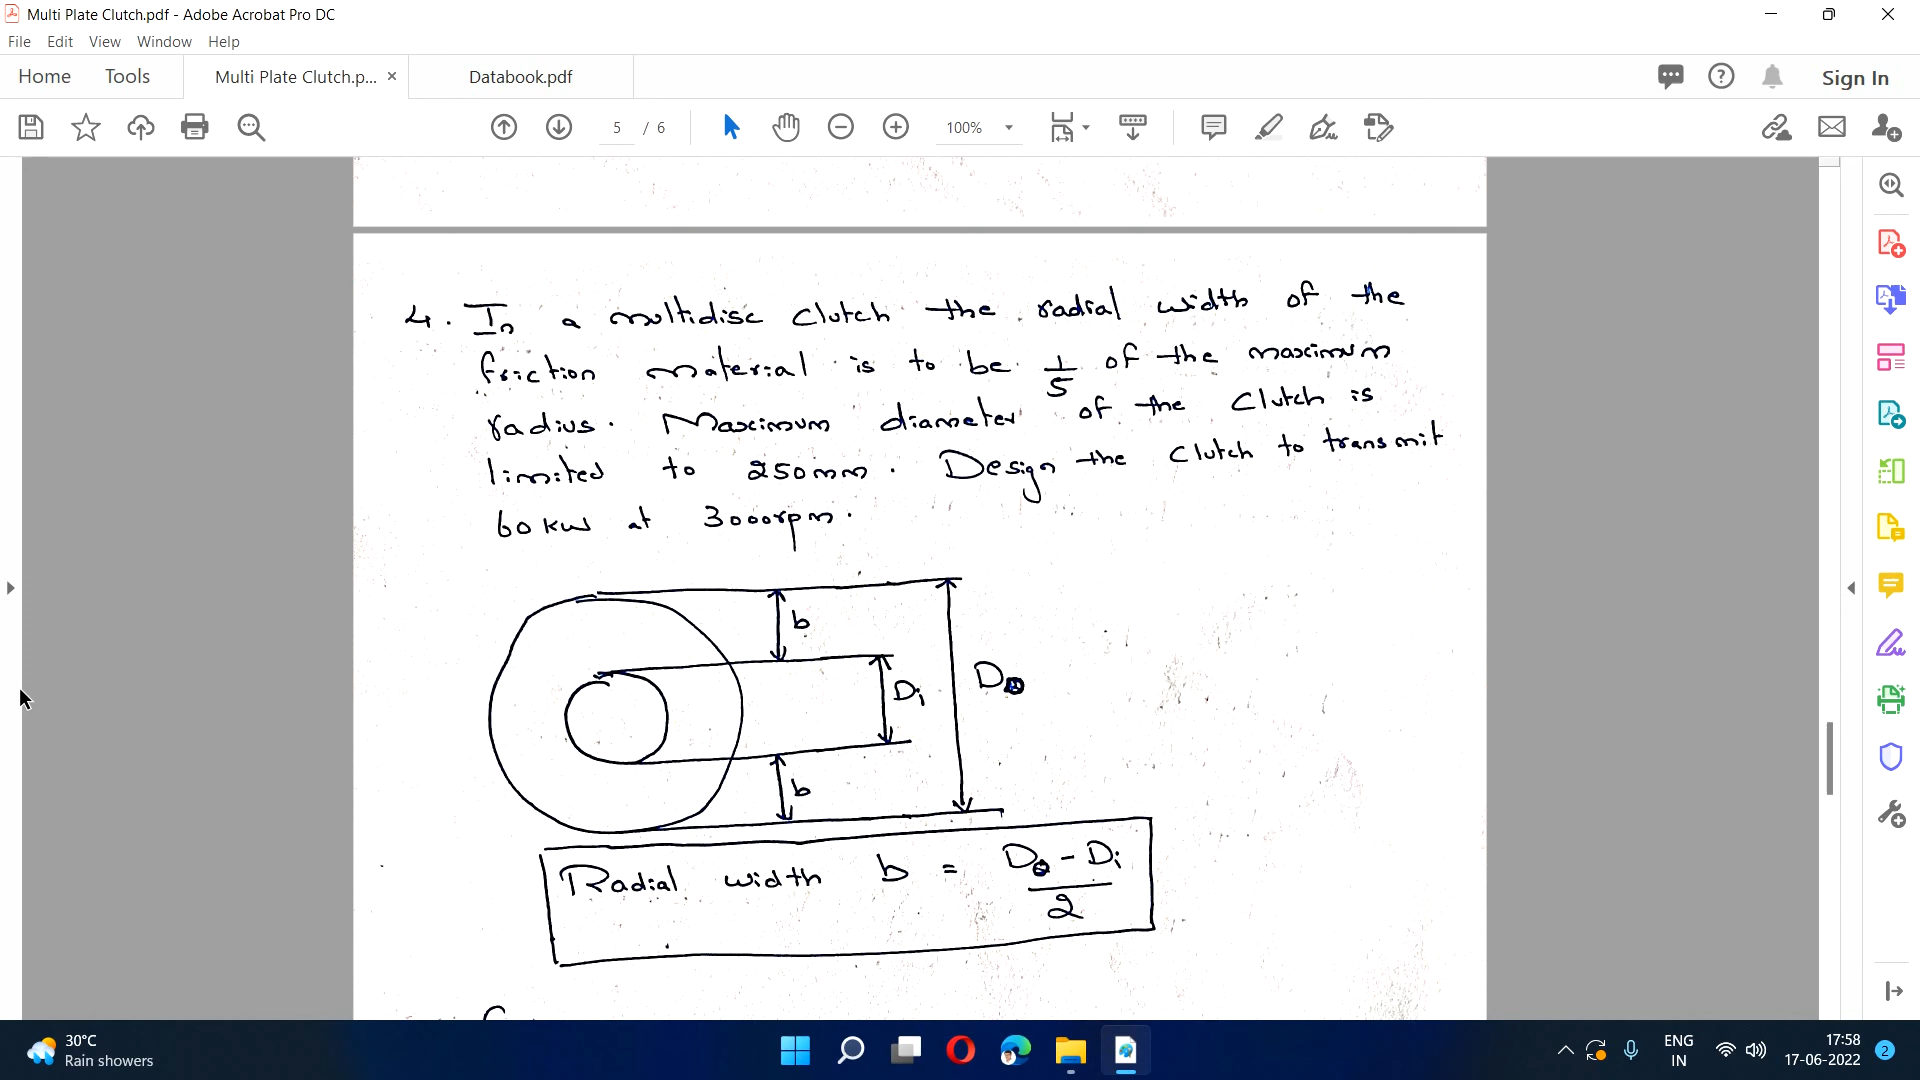 Multi Plate Clutch.pdf - Adobe Acrobat Pro DC
File Edit View Window Help
Home Tools Multi Plate Clutch.p... × Databook.pdf Sign In
5 / 6 100%
4. In a multidisc clutch the radial width of the
friction material is to be 1/5 of the maximum
radius. Maximum diameter of the clutch is
limited to 250mm. Design the clutch to transmit
60 kw at 3000rpm.
b
Di
D
b
Radial width b = D - Di / 2
30°C
Rain showers
ENG
IN
17:58
17-06-2022
2